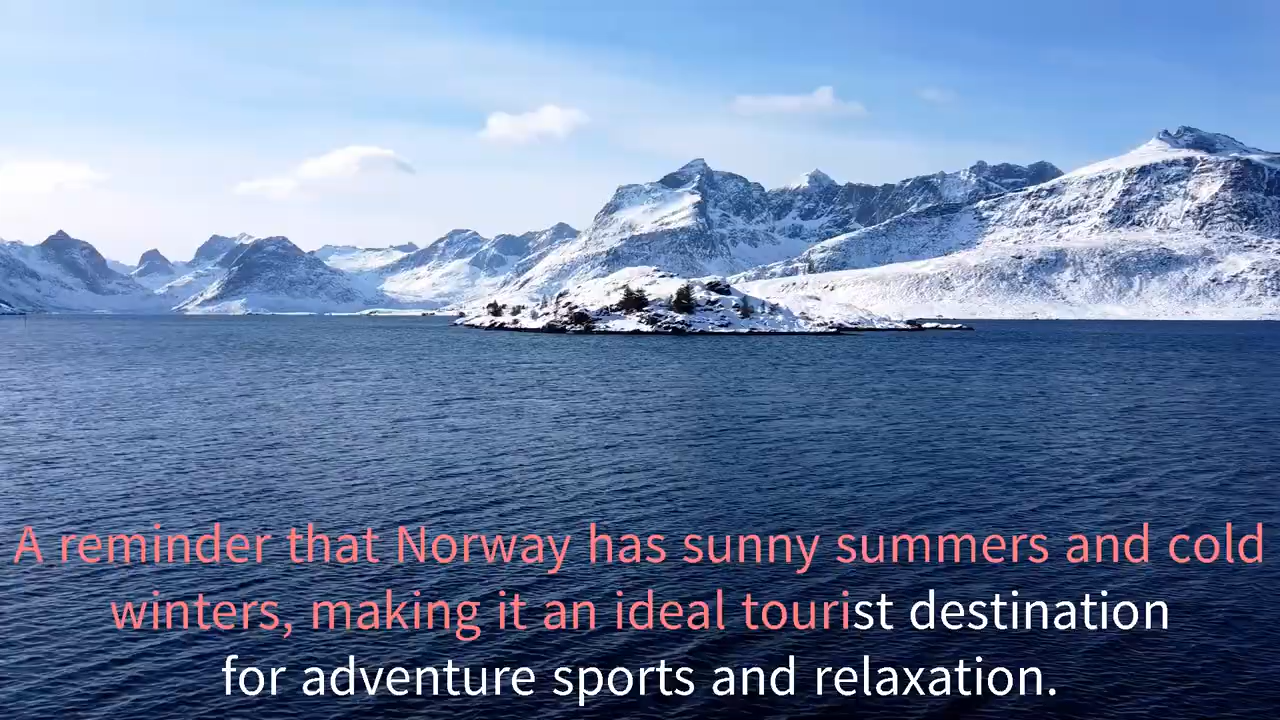 A reminder that Norway has sunny summers and cold
winters, making it an ideal tourist destination
for adventure sports and relaxation.